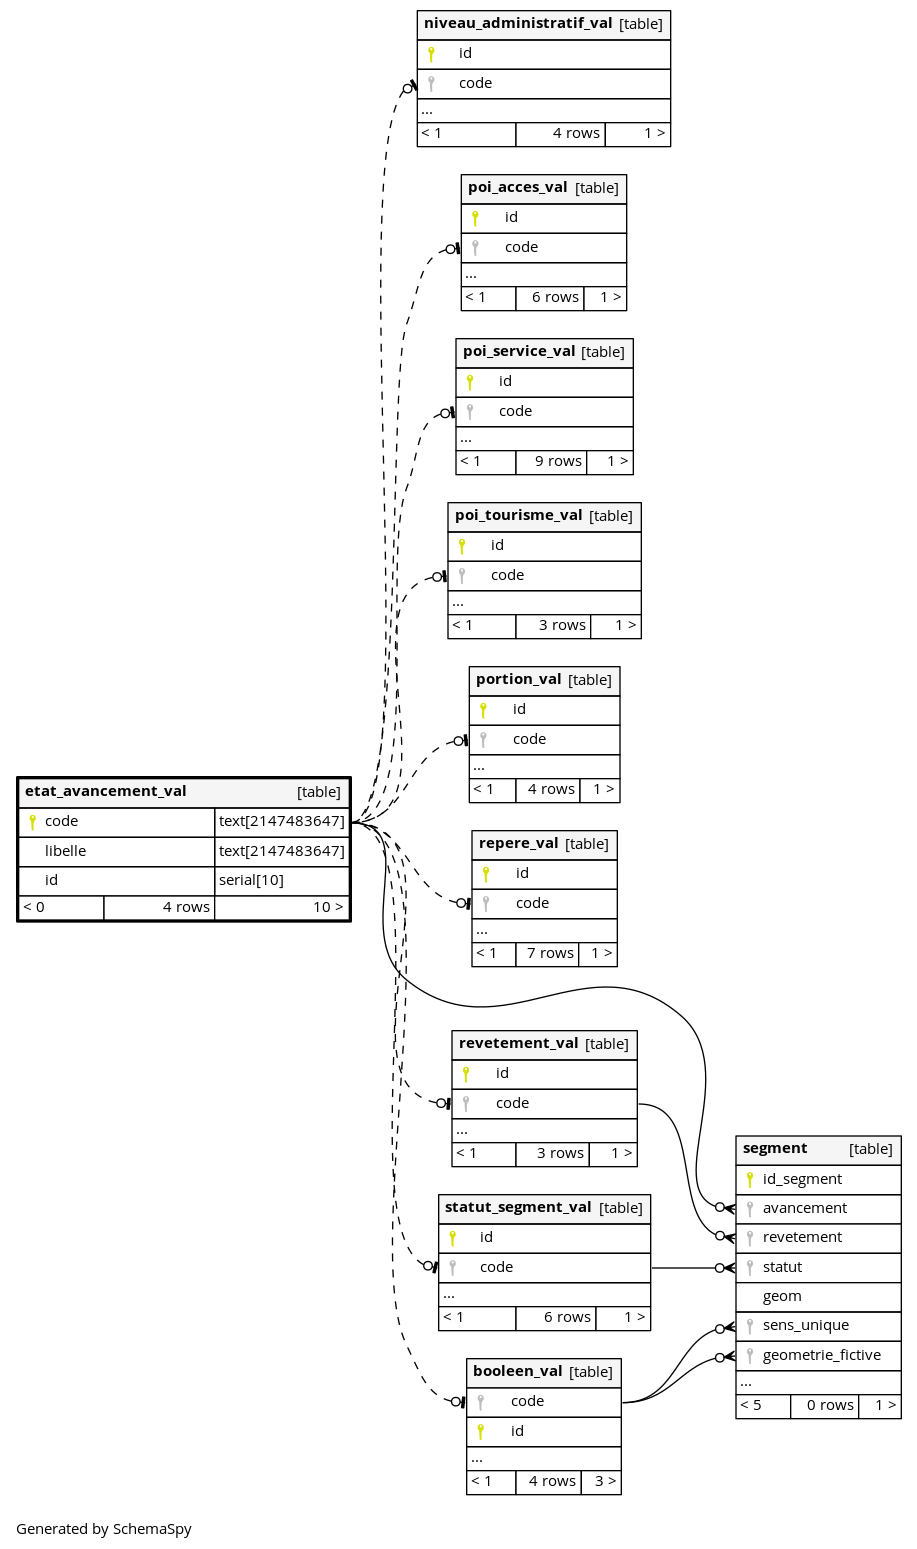 niveau_administratif_val [table]
id
code
...
< 1 4 rows 1 >
poi_acces_val [table]
id
code
...
< 1 6 rows 1 >
poi_service_val [table]
id
code
...
< 1 9 rows 1 >
poi_tourisme_val [table]
id
code
...
< 1 3 rows 1 >
portion_val [table]
id
code
...
< 1 4 rows 1 >
etat_avancement_val [table]
code text[2147483647]
libelle text[2147483647]
id serial[10]
< 0 4 rows 10 >
repere_val [table]
id
code
...
< 1 7 rows 1 >
revetement_val [table]
id
code
...
< 1 3 rows 1 >
segment [table]
id_segment
avancement
revetement
statut
geom
sens_unique
geometrie_fictive
...
< 5 0 rows 1 >
statut_segment_val [table]
id
code
...
< 1 6 rows 1 >
booleen_val [table]
code
id
...
< 1 4 rows 3 >
Generated by SchemaSpy